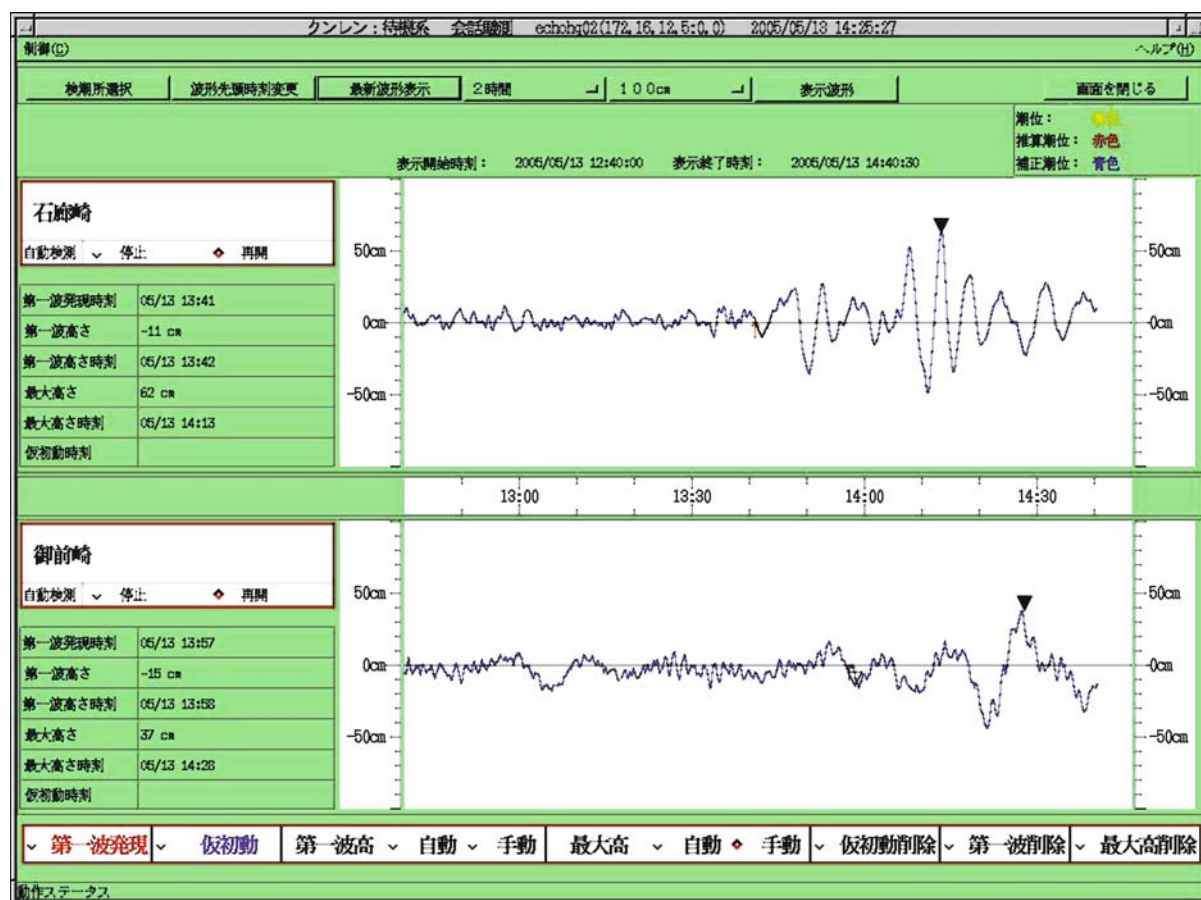 クンレン：待機系　会話験測　echohq02(172.16.12.5:0.0)　2005/05/13 14:25:27
制御(C)　ヘルプ(H)
検潮所選択　波形先頭時刻変更　最新波形表示　2時間　100cm　表示波形　画面を閉じる
潮位：
推算潮位：　赤色
補正潮位：　青色
表示開始時刻：　2005/05/13 12:40:00　表示終了時刻：　2005/05/13 14:40:30
石廊崎
自動検測　停止　再開
第一波発現時刻　05/13 13:41
第一波高さ　-11 cm
第一波高さ時刻　05/13 13:42
最大高さ　62 cm
最大高さ時刻　05/13 14:13
仮初動時刻
50cm　50cm
0cm　0cm
-50cm　-50cm
13:00　13:30　14:00　14:30
御前崎
自動検測　停止　再開
第一波発現時刻　05/13 13:57
第一波高さ　-15 cm
第一波高さ時刻　05/13 13:58
最大高さ　37 cm
最大高さ時刻　05/13 14:28
仮初動時刻
50cm　50cm
0cm　0cm
-50cm　-50cm
第一波発現　仮初動　第一波高　自動　手動　最大高　自動　手動　仮初動削除　第一波削除　最大高削除
動作ステータス